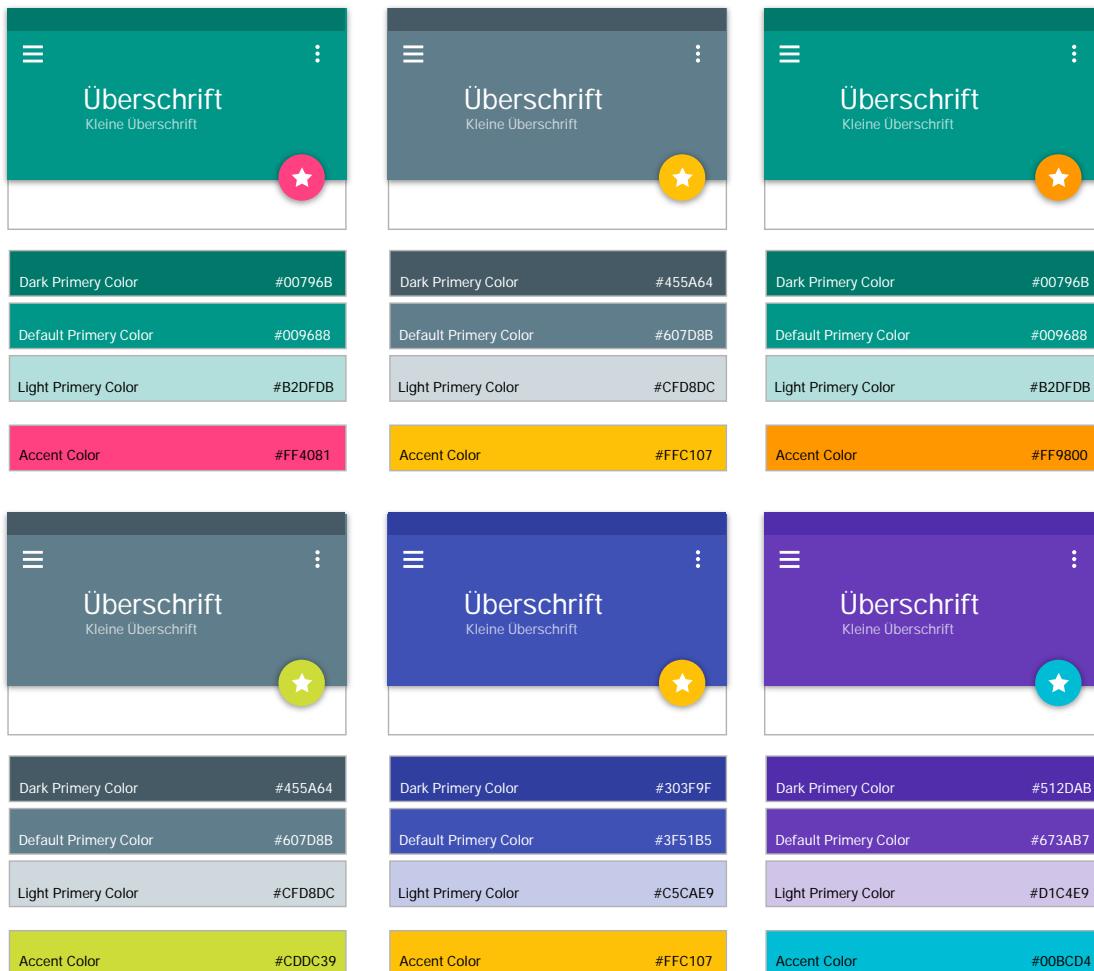 Überschrift
Kleine Überschrift
Dark Primery Color #00796B
Default Primery Color #009688
Light Primery Color #B2DFDB
Accent Color #FF4081
Überschrift
Kleine Überschrift
Dark Primery Color #455A64
Default Primery Color #607D8B
Light Primery Color #CFD8DC
Accent Color #FFC107
Überschrift
Kleine Überschrift
Dark Primery Color #00796B
Default Primery Color #009688
Light Primery Color #B2DFDB
Accent Color #FF9800
Überschrift
Kleine Überschrift
Dark Primery Color #455A64
Default Primery Color #607D8B
Light Primery Color #CFD8DC
Accent Color #CDDC39
Überschrift
Kleine Überschrift
Dark Primery Color #303F9F
Default Primery Color #3F51B5
Light Primery Color #C5CAE9
Accent Color #FFC107
Überschrift
Kleine Überschrift
Dark Primery Color #512DAB
Default Primery Color #673AB7
Light Primery Color #D1C4E9
Accent Color #00BCD4